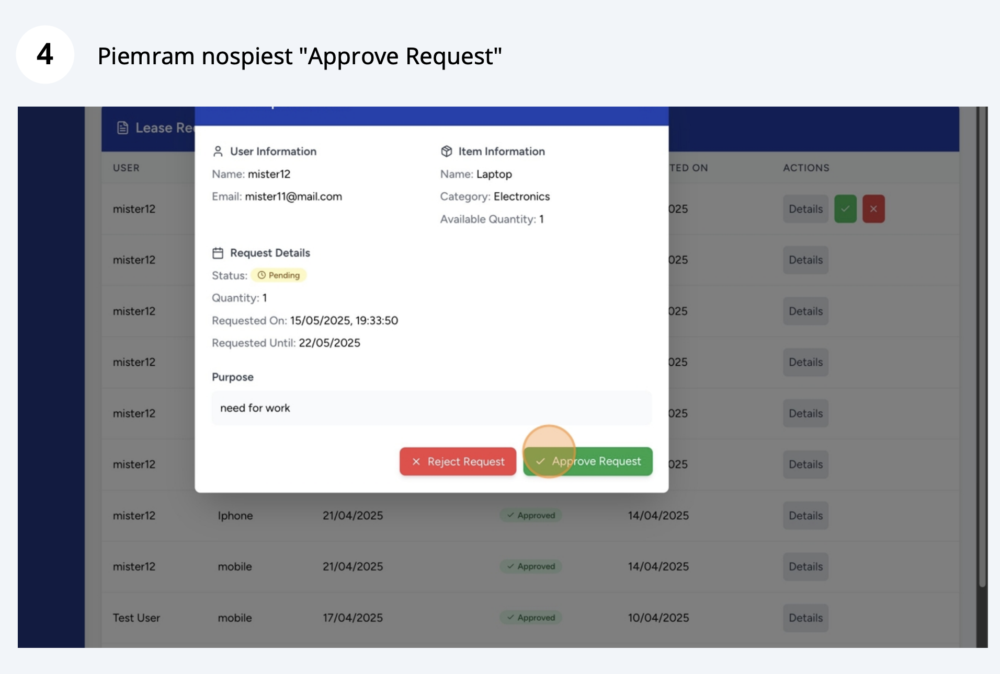 4
Piemram nospiest "Approve Request"
Lease
USER
TED ON
ACTIONS
User Information
Name: mister12
Email: mister11@mail.com
Item Information
Name: Laptop
Category: Electronics
Available Quantity: 1
Request Details
Status: Pending
Quantity: 1
Requested On: 15/05/2025, 19:33:50
Requested Until: 22/05/2025
Purpose
need for work
Reject Request
Approve Request
mister12 025 Details
mister12 025 Details
mister12 025 Details
mister12 025 Details
mister12 025 Details
mister12 025 Details
mister12 Iphone 21/04/2025 Approved 14/04/2025 Details
mister12 mobile 21/04/2025 Approved 14/04/2025 Details
Test User mobile 17/04/2025 Approved 10/04/2025 Details